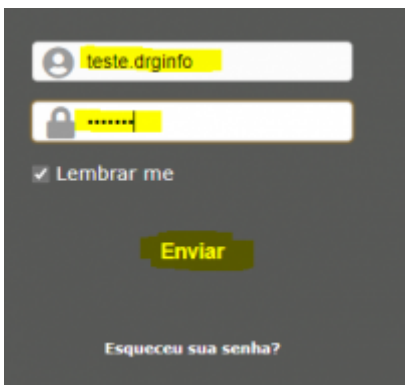 teste.drginfo
•••••••
Lembrar me
Enviar
Esqueceu sua senha?